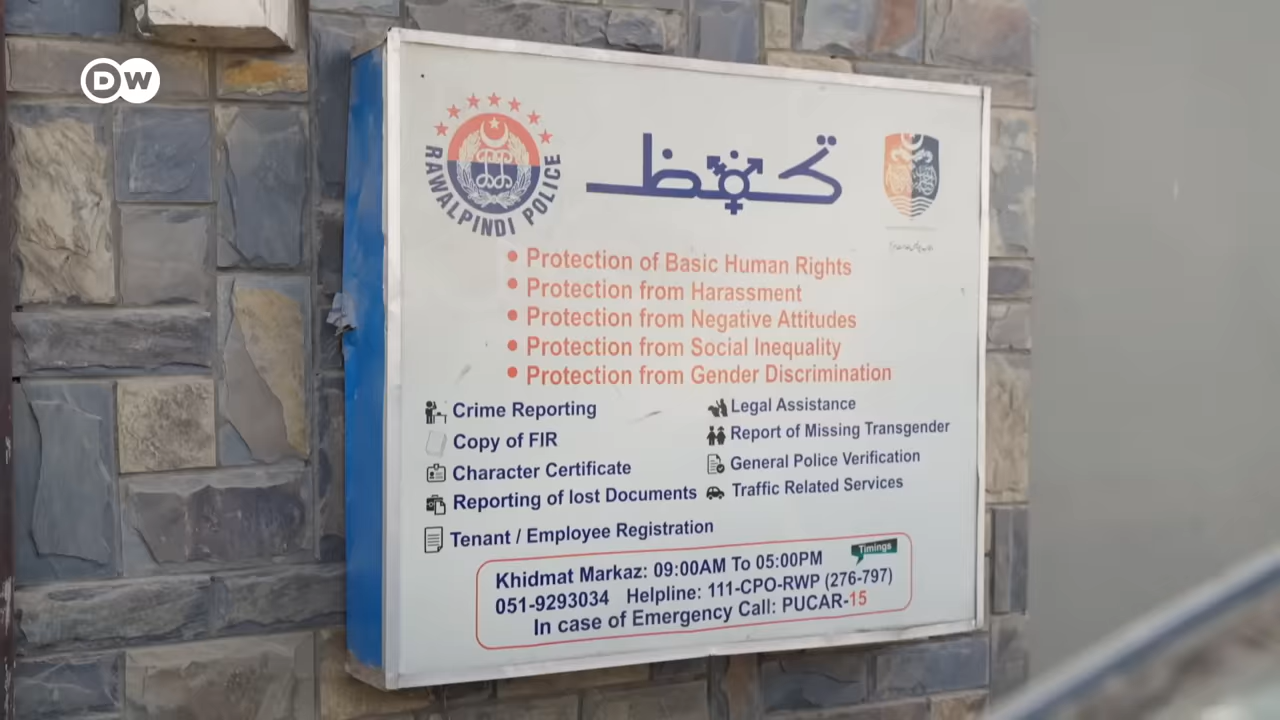 DW
RAWALPINDI POLICE
تحفظ
• Protection of Basic Human Rights
• Protection from Harassment
• Protection from Negative Attitudes
• Protection from Social Inequality
• Protection from Gender Discrimination
Crime Reporting
Copy of FIR
Character Certificate
Reporting of lost Documents
Tenant / Employee Registration
Legal Assistance
Report of Missing Transgender
General Police Verification
Traffic Related Services
Timings
Khidmat Markaz: 09:00AM To 05:00PM
051-9293034 Helpline: 111-CPO-RWP (276-797)
In case of Emergency Call: PUCAR-15